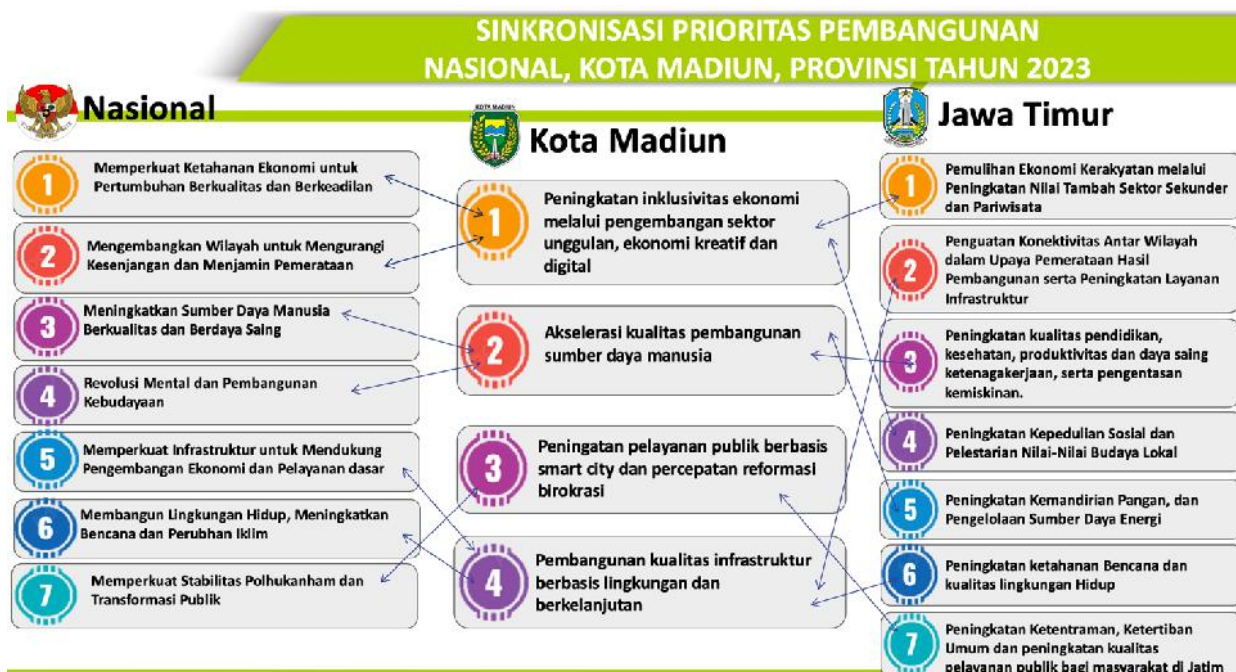 SINKRONISASI PRIORITAS PEMBANGUNAN
NASIONAL, KOTA MADIUN, PROVINSI TAHUN 2023
Nasional
1
Memperkuat Ketahanan Ekonomi untuk
Pertumbuhan Berkualitas dan Berkeadilan
2
Mengembangkan Wilayah untuk Mengurangi
Kesenjangan dan Menjamin Pemerataan
3
Meningkatkan Sumber Daya Manusia
Berkualitas dan Berdaya Saing
4
Revolusi Mental dan Pembangunan
Kebudayaan
5
Memperkuat Infrastruktur untuk Mendukung
Pengembangan Ekonomi dan Pelayanan dasar
6
Membangun Lingkungan Hidup, Meningkatkan
Bencana dan Perubhan Iklim
7
Memperkuat Stabilitas Polhukanham dan
Transformasi Publik
KOTA MADIUN
Kota Madiun
1
Peningkatan inklusivitas ekonomi
melalui pengembangan sektor
unggulan, ekonomi kreatif dan
digital
2
Akselerasi kualitas pembangunan
sumber daya manusia
3
Peningatan pelayanan publik berbasis
smart city dan percepatan reformasi
birokrasi
4
Pembangunan kualitas infrastruktur
berbasis lingkungan dan
berkelanjutan
Jawa Timur
1
Pemulihan Ekonomi Kerakyatan melalui
Peningkatan Nilai Tambah Sektor Sekunder
dan Pariwisata
2
Penguatan Konektivitas Antar Wilayah
dalam Upaya Pemerataan Hasil
Pembangunan serta Peningkatan Layanan
Infrastruktur
3
Peningkatan kualitas pendidikan,
kesehatan, produktivitas dan daya saing
ketenagakerjaan, serta pengentasan
kemiskinan.
4
Peningkatan Kepedulian Sosial dan
Pelestarian Nilai-Nilai Budaya Lokal
5
Peningkatan Kemandirian Pangan, dan
Pengelolaan Sumber Daya Energi
6
Peningkatan ketahanan Bencana dan
kualitas lingkungan Hidup
7
Peningkatan Ketentraman, Ketertiban
Umum dan peningkatan kualitas
pelayanan publik bagi masyarakat di Jatim